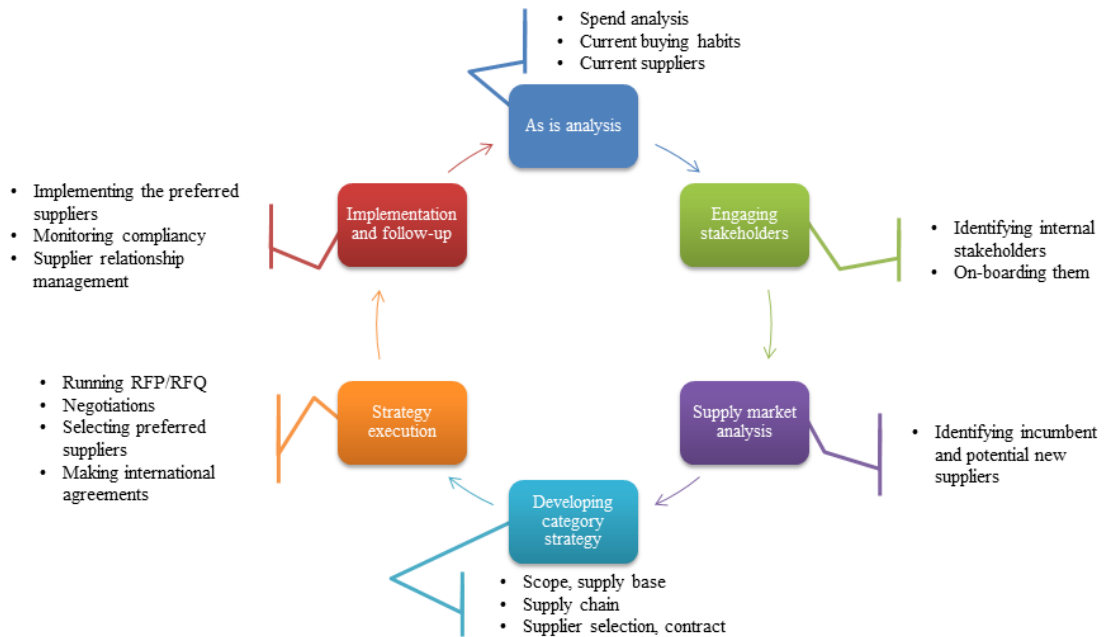 • Spend analysis
• Current buying habits
• Current suppliers
As is analysis
Engaging
stakeholders
• Identifying internal
stakeholders
• On-boarding them
Supply market
analysis
• Identifying incumbent
and potential new
suppliers
Developing
category
strategy
• Scope, supply base
• Supply chain
• Supplier selection, contract
Strategy
execution
• Running RFP/RFQ
• Negotiations
• Selecting preferred
suppliers
• Making international
agreements
Implementation
and follow-up
• Implementing the preferred
suppliers
• Monitoring compliancy
• Supplier relationship
management